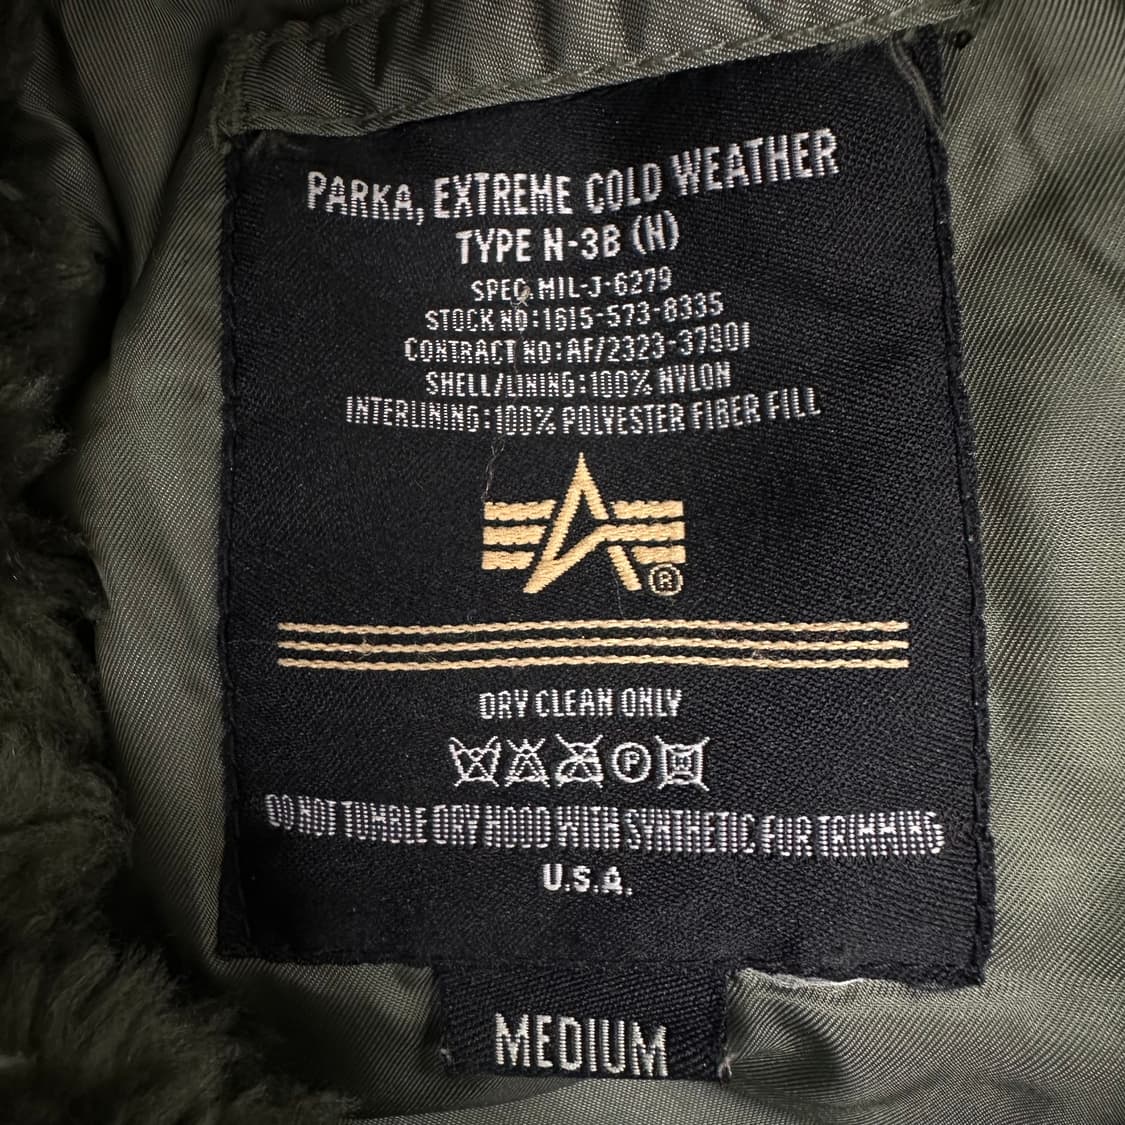 PARKA, EXTREME COLD WEATHER
TYPE N-3B (N)
SPEC. MIL-J-6279
STOCK NO: 1615-573-8335
CONTRACT NO: AF/2323-37901
SHELL/LINING: 100% NYLON
INTERLINING: 100% POLYESTER FIBER FILL
®
DRY CLEAN ONLY
P
DO NOT TUMBLE DRY HOOD WITH SYNTHETIC FUR TRIMMING
U.S.A.
MEDIUM